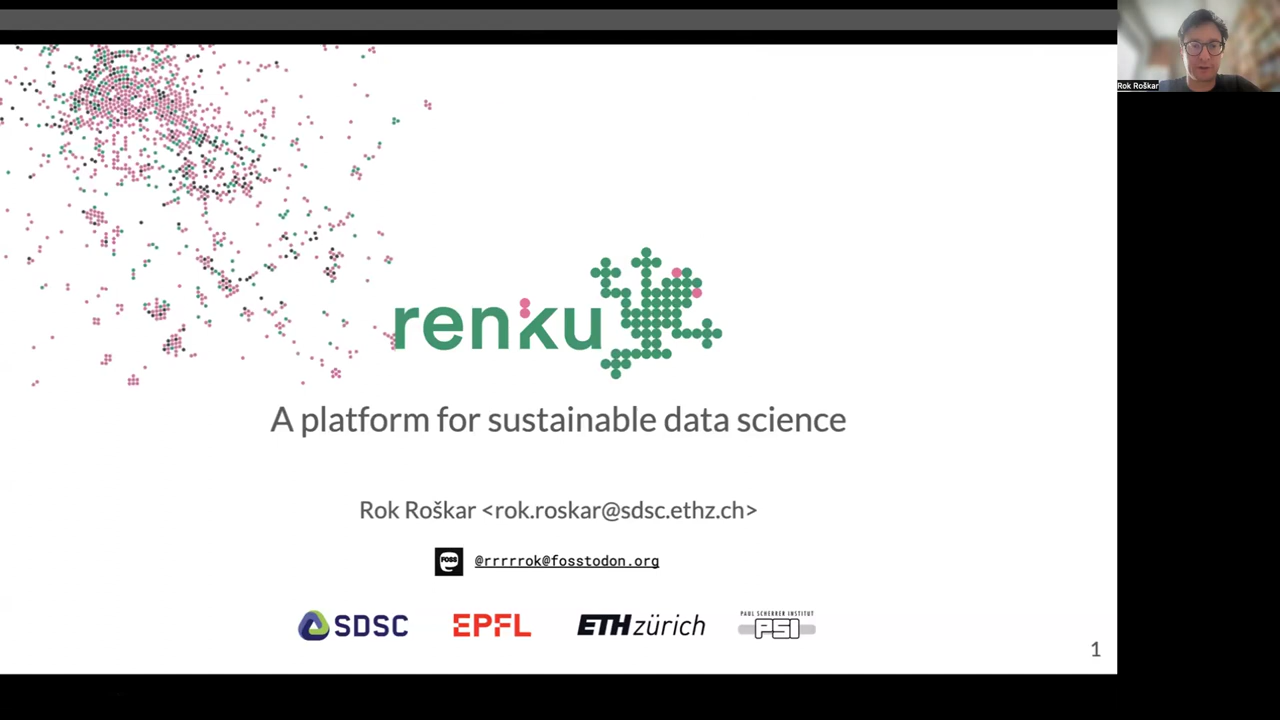 Rok Roškar
renku
A platform for sustainable data science
Rok Roškar <rok.roskar@sdsc.ethz.ch>
FOSS
@rrrrrok@fosstodon.org
SDSC
EPFL
ETH zürich
PAUL SCHERRER INSTITUT
PSI
1